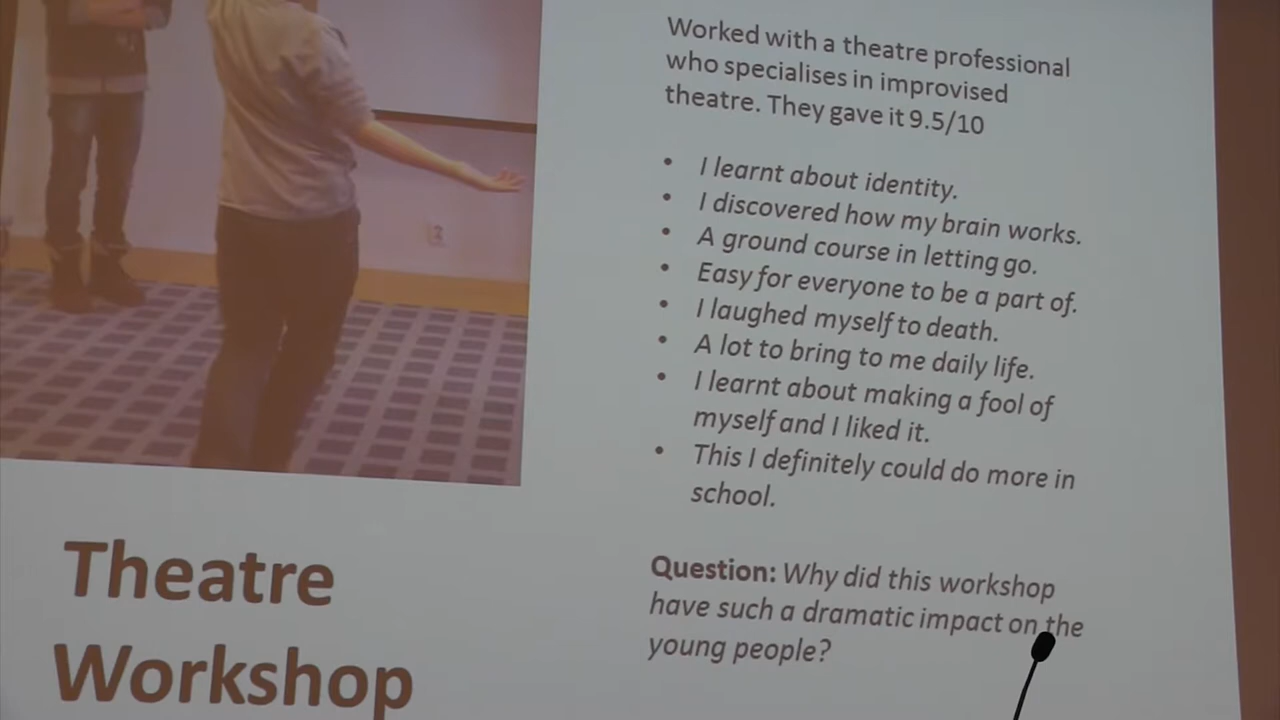 Worked with a theatre professional
who specialises in improvised
theatre. They gave it 9.5/10
• I learnt about identity.
• I discovered how my brain works.
• A ground course in letting go.
• Easy for everyone to be a part of.
• I laughed myself to death.
• A lot to bring to me daily life.
• I learnt about making a fool of
myself and I liked it.
• This I definitely could do more in
school.
Question: Why did this workshop
have such a dramatic impact on the
young people?
Theatre
Workshop